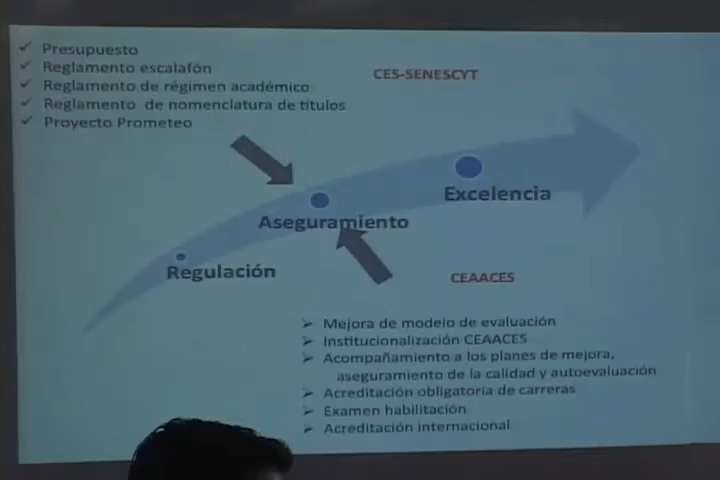 ✓ Presupuesto
✓ Reglamento escalafón
✓ Reglamento de régimen académico
✓ Reglamento de nomenclatura de títulos
✓ Proyecto Prometeo
CES-SENESCYT
Excelencia
Aseguramiento
Regulación
CEAACES
➢ Mejora de modelo de evaluación
➢ Institucionalización CEAACES
➢ Acompañamiento a los planes de mejora,
aseguramiento de la calidad y autoevaluación
➢ Acreditación obligatoria de carreras
➢ Examen habilitación
➢ Acreditación internacional